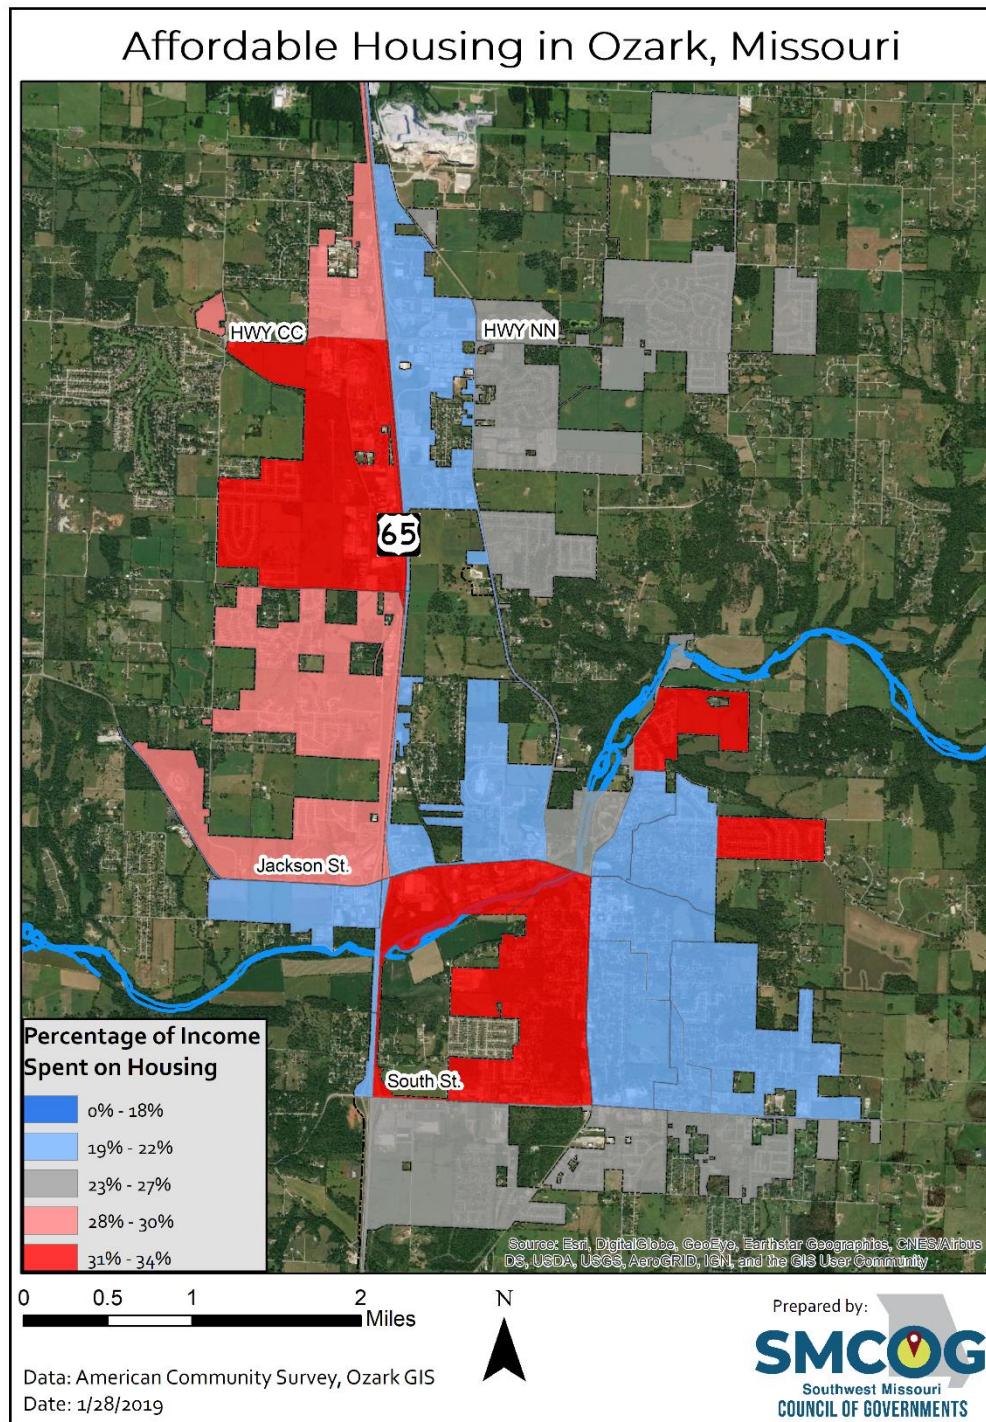 Affordable Housing in Ozark, Missouri
HWY CC
HWY NN
65
Jackson St.
South St.
Percentage of Income
Spent on Housing
0% - 18%
19% - 22%
23% - 27%
28% - 30%
31% - 34%
Source: Esri, DigitalGlobe, GeoEye, Earthstar Geographics, CNES/Airbus
DS, USDA, USGS, AeroGRID, IGN, and the GIS User Community
0 0.5 1 2
Miles
N
Data: American Community Survey, Ozark GIS
Date: 1/28/2019
Prepared by:
SMCOG
Southwest Missouri
COUNCIL OF GOVERNMENTS